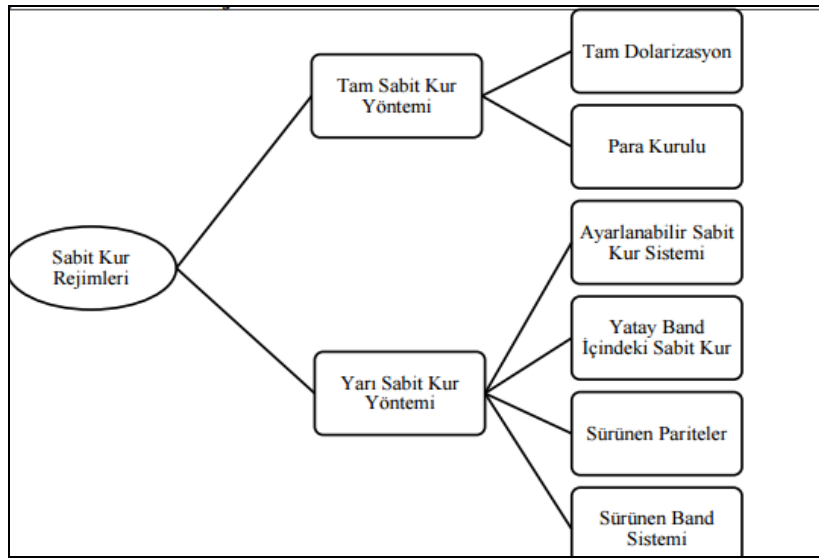 Tam Dolarizasyon
Tam Sabit Kur
Yöntemi
Para Kurulu
Ayarlanabilir Sabit
Kur Sistemi
Sabit Kur
Rejimleri
Yatay Band
İçindeki Sabit Kur
Yarı Sabit Kur
Yöntemi
Sürünen Pariteler
Sürünen Band
Sistemi